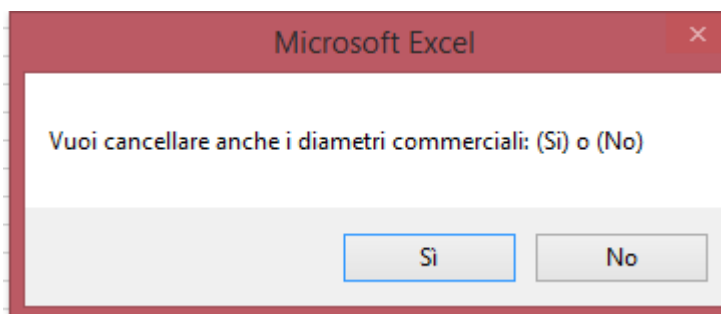 Microsoft Excel
Vuoi cancellare anche i diametri commerciali: (Si) o (No)
Sì
No